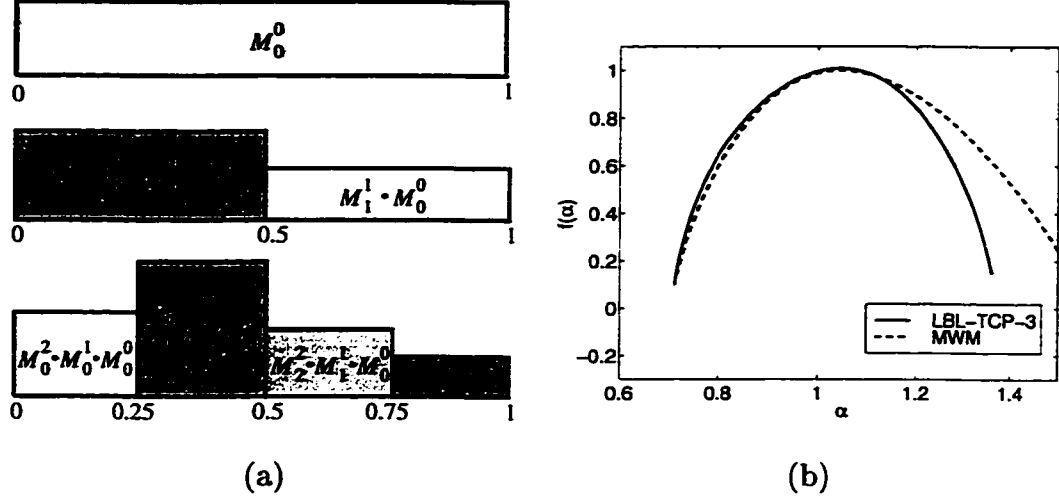 M_0^0
0 1
M_1^1 · M_0^0
0 0.5 1
M_0^2 · M_0^1 · M_0^0 M_2^2 · M_1^1 · M_0^0
0 0.25 0.5 0.75 1
(a)
f(α)
1
0.8
0.6
0.4
0.2
0
−0.2
LBL−TCP−3
MWM
0.6 0.8 1 1.2 1.4
α
(b)